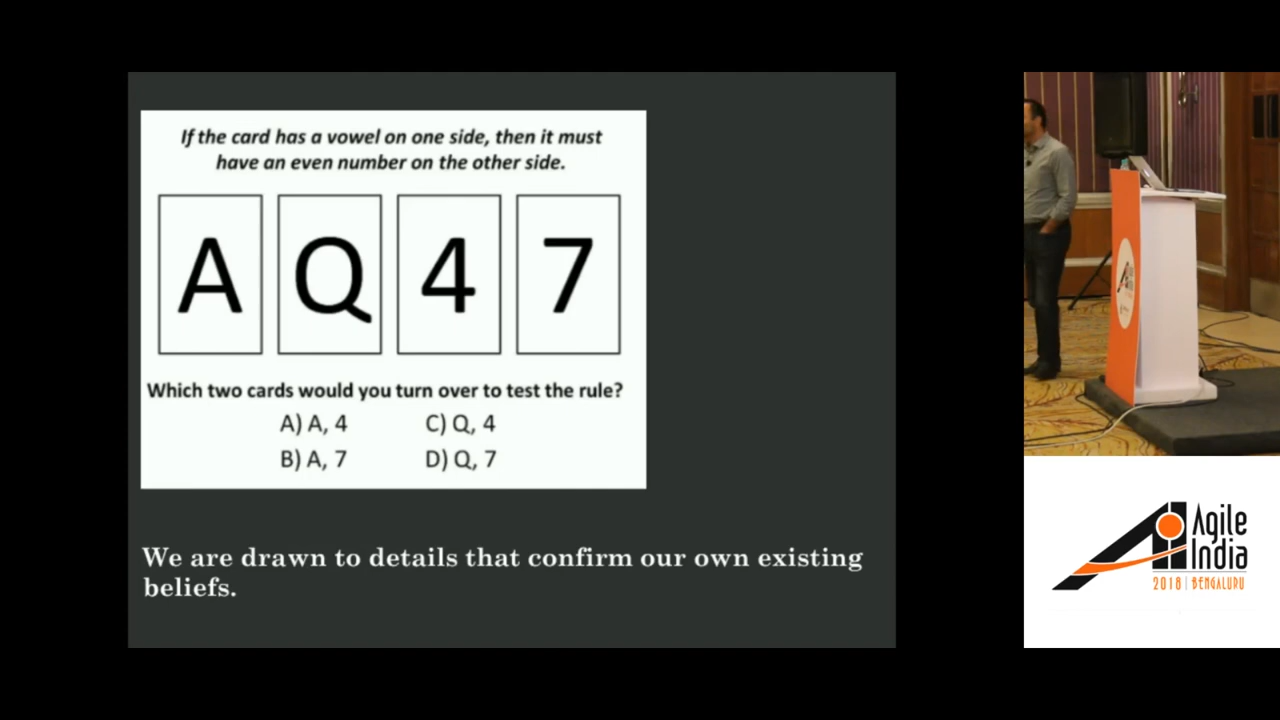 If the card has a vowel on one side, then it must
have an even number on the other side.
A Q 4 7
Which two cards would you turn over to test the rule?
A) A, 4 C) Q, 4
B) A, 7 D) Q, 7
We are drawn to details that confirm our own existing
beliefs.
Agile
India
2018 | BENGALURU